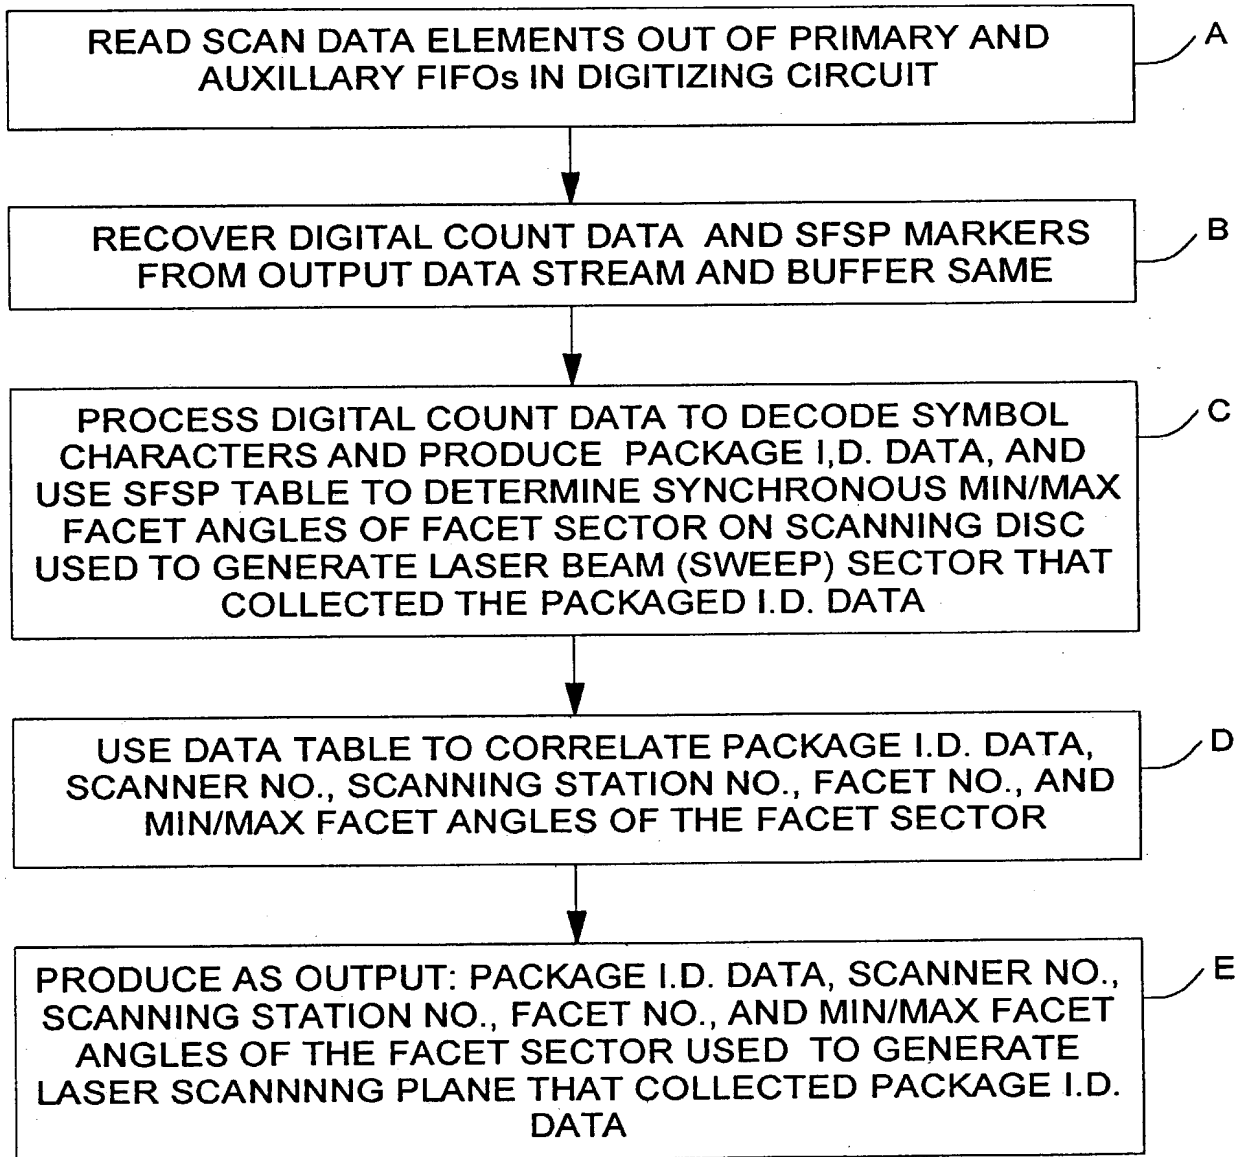 READ SCAN DATA ELEMENTS OUT OF PRIMARY AND
AUXILLARY FIFOs IN DIGITIZING CIRCUIT
A
RECOVER DIGITAL COUNT DATA AND SFSP MARKERS
FROM OUTPUT DATA STREAM AND BUFFER SAME
B
PROCESS DIGITAL COUNT DATA TO DECODE SYMBOL
CHARACTERS AND PRODUCE PACKAGE I,D. DATA, AND
USE SFSP TABLE TO DETERMINE SYNCHRONOUS MIN/MAX
FACET ANGLES OF FACET SECTOR ON SCANNING DISC
USED TO GENERATE LASER BEAM (SWEEP) SECTOR THAT
COLLECTED THE PACKAGED I.D. DATA
C
USE DATA TABLE TO CORRELATE PACKAGE I.D. DATA,
SCANNER NO., SCANNING STATION NO., FACET NO., AND
MIN/MAX FACET ANGLES OF THE FACET SECTOR
D
PRODUCE AS OUTPUT: PACKAGE I.D. DATA, SCANNER NO.,
SCANNING STATION NO., FACET NO., AND MIN/MAX FACET
ANGLES OF THE FACET SECTOR USED TO GENERATE
LASER SCANNNNG PLANE THAT COLLECTED PACKAGE I.D.
DATA
E